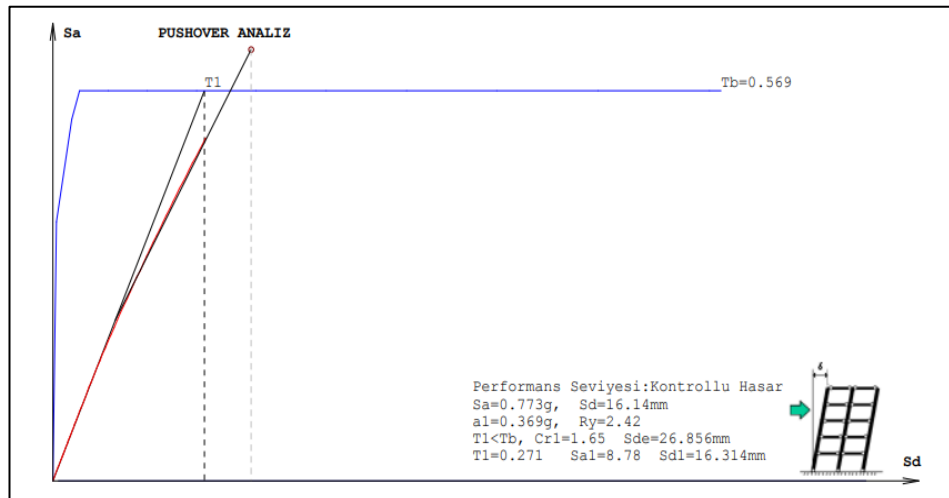 Sa
PUSHOVER ANALIZ
T1
Tb=0.569
δ
Performans Seviyesi:Kontrollu Hasar
Sa=0.773g, Sd=16.14mm
a1=0.369g, Ry=2.42
T1<Tb, Cr1=1.65 Sde=26.856mm
T1=0.271 Sa1=8.78 Sd1=16.314mm
Sd